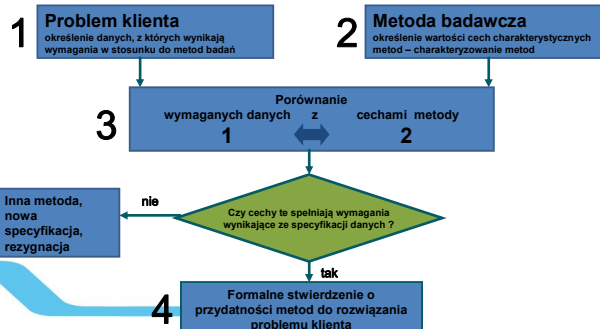 1
Problem klienta
określenie danych, z których wynikają
wymagania w stosunku do metod badań
2
Metoda badawcza
określenie wartości cech charakterystycznych
metod – charakteryzowanie metod
3
Porównanie
wymaganych danych z cechami metody
1 2
Czy cechy te spełniają wymagania
wynikające ze specyfikacji danych ?
nie
Inna metoda,
nowa
specyfikacja,
rezygnacja
tak
4
Formalne stwierdzenie o
przydatności metod do rozwiązania
problemu klienta